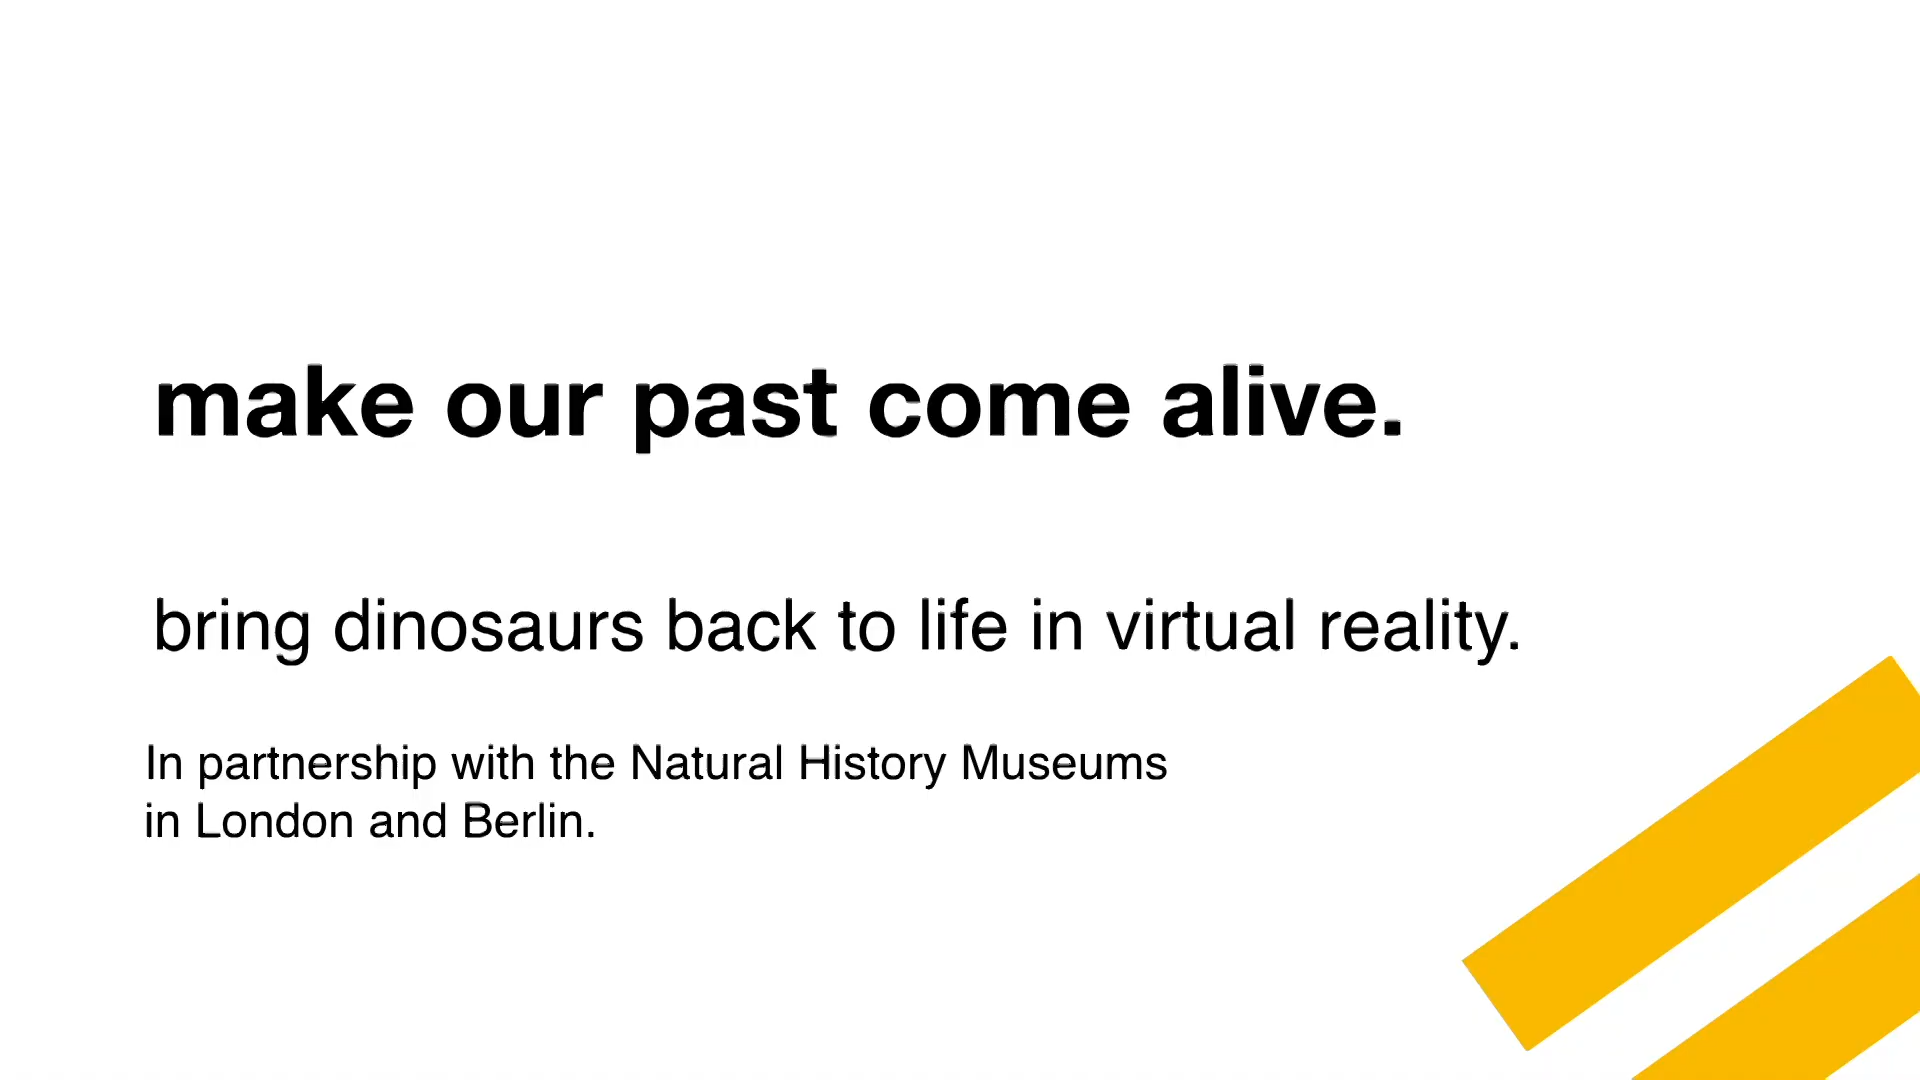 make our past come alive.
bring dinosaurs back to life in virtual reality.
In partnership with the Natural History Museums
in London and Berlin.